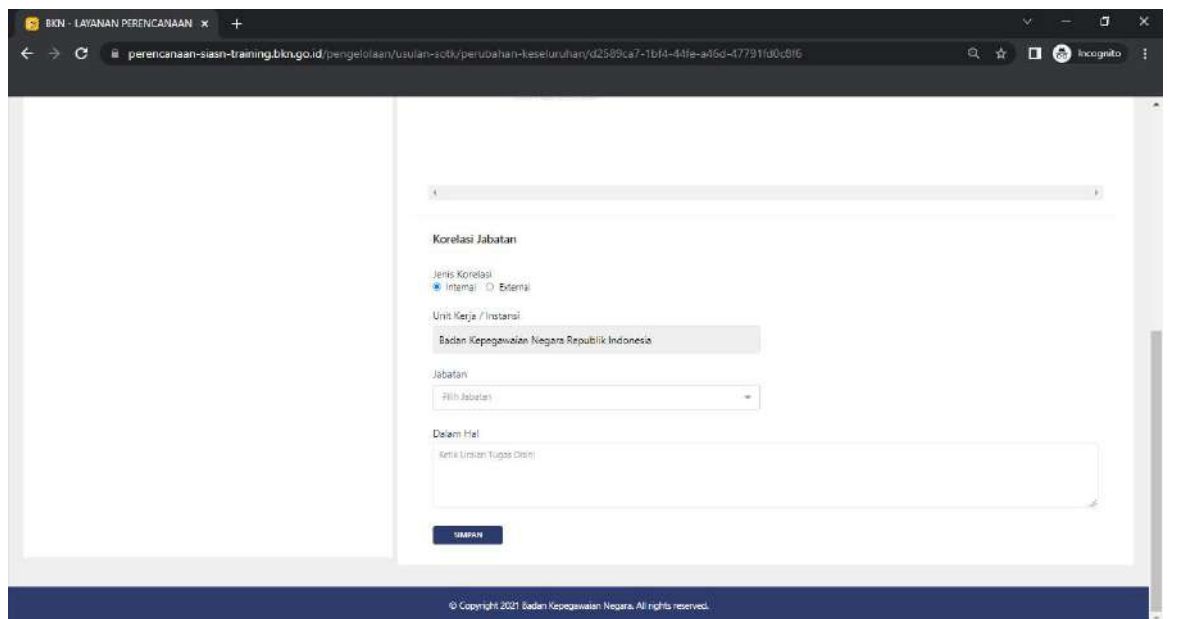 BKN - LAYANAN PERENCANAAN
perencanaan-siasn-training.bkn.go.id/pengelolaan/usulan-sotk/perubahan-keseluruhan/d2589ca7-1bf4-44fe-a46d-47791fd0c8f6
Incognito
Korelasi Jabatan
Jenis Korelasi
Internal External
Unit Kerja / Instansi
Badan Kepegawaian Negara Republik Indonesia
Jabatan
Pilih Jabatan
Dalam Hal
Ketik Uraian Tugas Disini
SIMPAN
© Copyright 2021 Badan Kepegawaian Negara. All rights reserved.